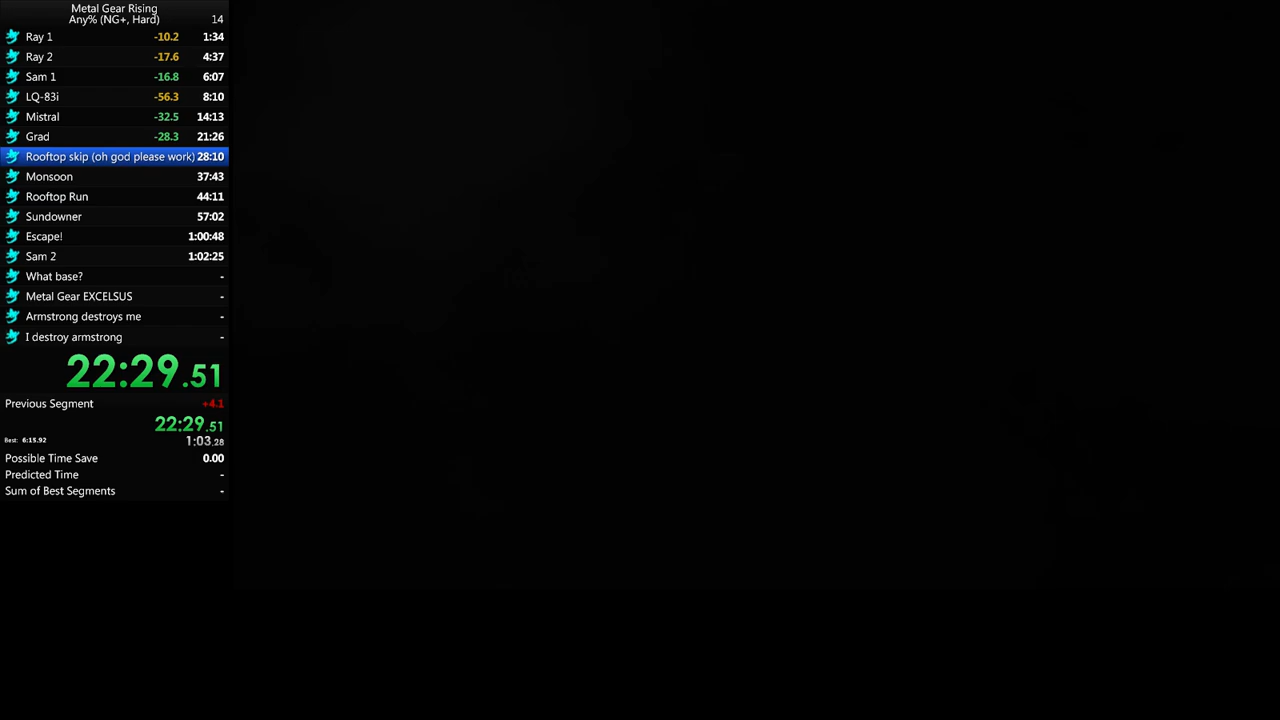 Metal Gear Rising
Any% (NG+, Hard) 14
Ray 1 -10.2 1:34
Ray 2 -17.6 4:37
Sam 1 -16.8 6:07
LQ-83i -56.3 8:10
Mistral -32.5 14:13
Grad -28.3 21:26
Rooftop skip (oh god please work) 28:10
Monsoon 37:43
Rooftop Run 44:11
Sundowner 57:02
Escape! 1:00:48
Sam 2 1:02:25
What base? -
Metal Gear EXCELSUS -
Armstrong destroys me -
I destroy armstrong -
22:29.51
Previous Segment +4.1
22:29.51
Best: 6:15.92 1:03.28
Possible Time Save 0.00
Predicted Time -
Sum of Best Segments -